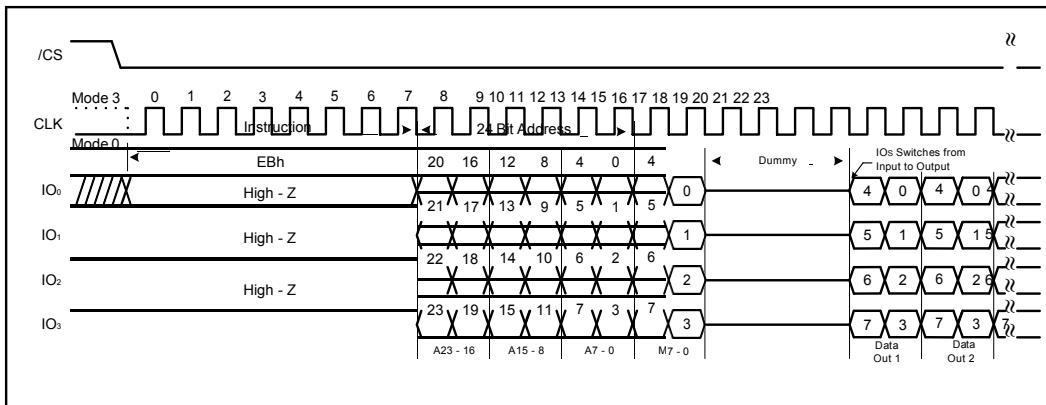 /CS
Mode 3 0 1 2 3 4 5 6 7 8 9 10 11 12 13 14 15 16 17 18 19 20 21 22 23
CLK
Mode 0
Instruction 24 Bit Address
EBh 20 16 12 8 4 0 4 Dummy IOs Switches from
Input to Output
IO0 High - Z 0 4 0 4 0 4
21 17 13 9 5 1 5
IO1 High - Z 1 5 1 5 1 5
22 18 14 10 6 2 6
IO2 High - Z 2 6 2 6 2 6
23 19 15 11 7 3 7
IO3 3 7 3 7 3 7
A23 - 16 A15 - 8 A7 - 0 M7 - 0 Data Data
Out 1 Out 2